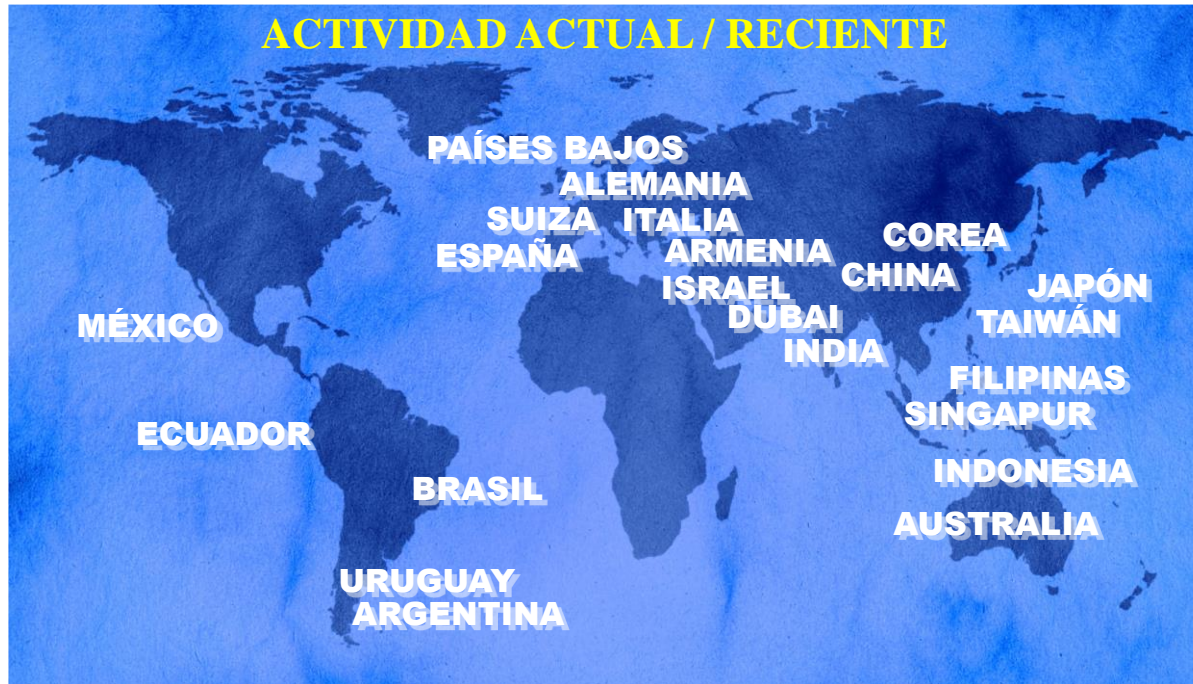 ACTIVIDAD ACTUAL / RECIENTE
PAÍSES BAJOS
ALEMANIA
SUIZA
ITALIA
ESPAÑA
ARMENIA
COREA
ISRAEL
CHINA
JAPÓN
DUBAI
TAIWÁN
MÉXICO
INDIA
FILIPINAS
SINGAPUR
ECUADOR
INDONESIA
BRASIL
AUSTRALIA
URUGUAY
ARGENTINA